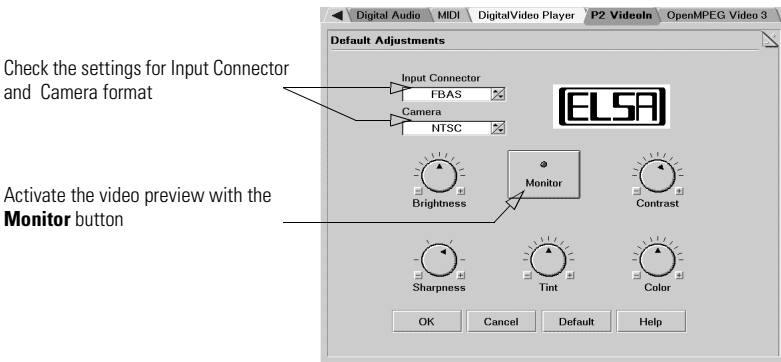 Digital Audio MIDI DigitalVideo Player P2 VideoIn OpenMPEG Video 3
Default Adjustments
Check the settings for Input Connector
and Camera format
Input Connector
FBAS
Camera
NTSC
ELSA
Activate the video preview with the
Monitor button
Brightness
Monitor
Contrast
Sharpness
Tint
Color
OK Cancel Default Help